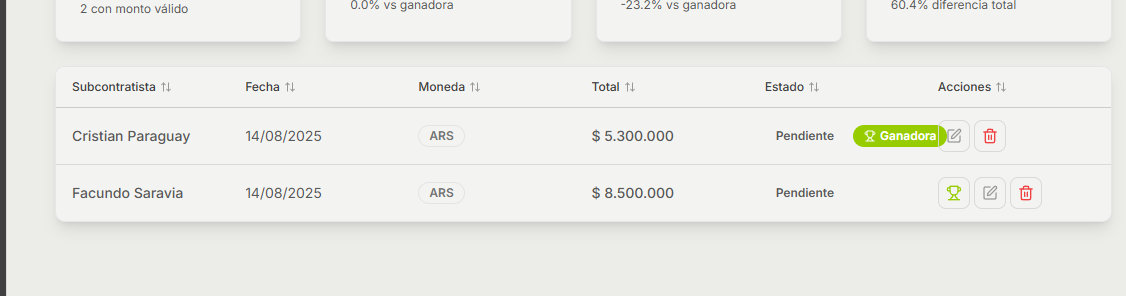 2 con monto válido
0.0% vs ganadora
-23.2% vs ganadora
60.4% diferencia total
Subcontratista Fecha Moneda Total Estado Acciones
Cristian Paraguay 14/08/2025 ARS $ 5.300.000 Pendiente Ganadora
Facundo Saravia 14/08/2025 ARS $ 8.500.000 Pendiente